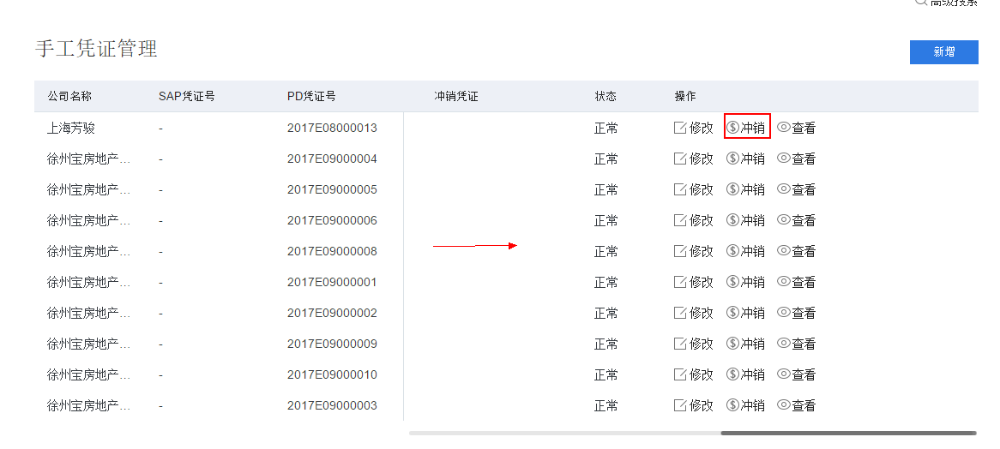 高级搜索
手工凭证管理
新增
公司名称 SAP凭证号 PD凭证号 冲销凭证 状态 操作
上海芳骏 - 2017E08000013 正常 修改 冲销 查看
徐州宝房地产... - 2017E09000004 正常 修改 冲销 查看
徐州宝房地产... - 2017E09000005 正常 修改 冲销 查看
徐州宝房地产... - 2017E09000006 正常 修改 冲销 查看
徐州宝房地产... - 2017E09000008 正常 修改 冲销 查看
徐州宝房地产... - 2017E09000001 正常 修改 冲销 查看
徐州宝房地产... - 2017E09000002 正常 修改 冲销 查看
徐州宝房地产... - 2017E09000009 正常 修改 冲销 查看
徐州宝房地产... - 2017E09000010 正常 修改 冲销 查看
徐州宝房地产... - 2017E09000003 正常 修改 冲销 查看